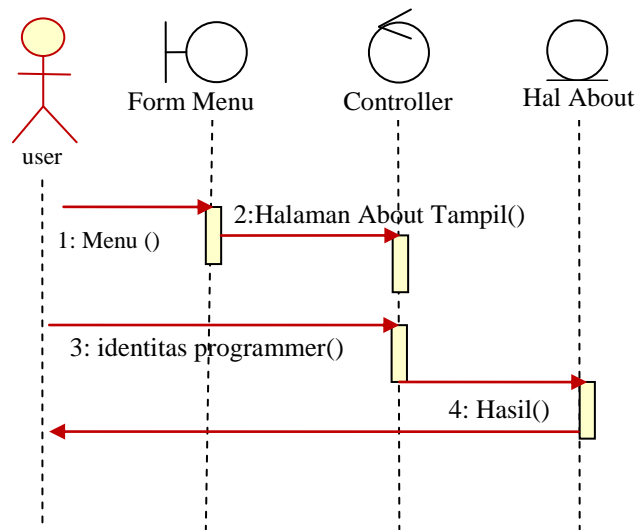 Form Menu
Controller
Hal About
user
2:Halaman About Tampil()
1: Menu ()
3: identitas programmer()
4: Hasil()